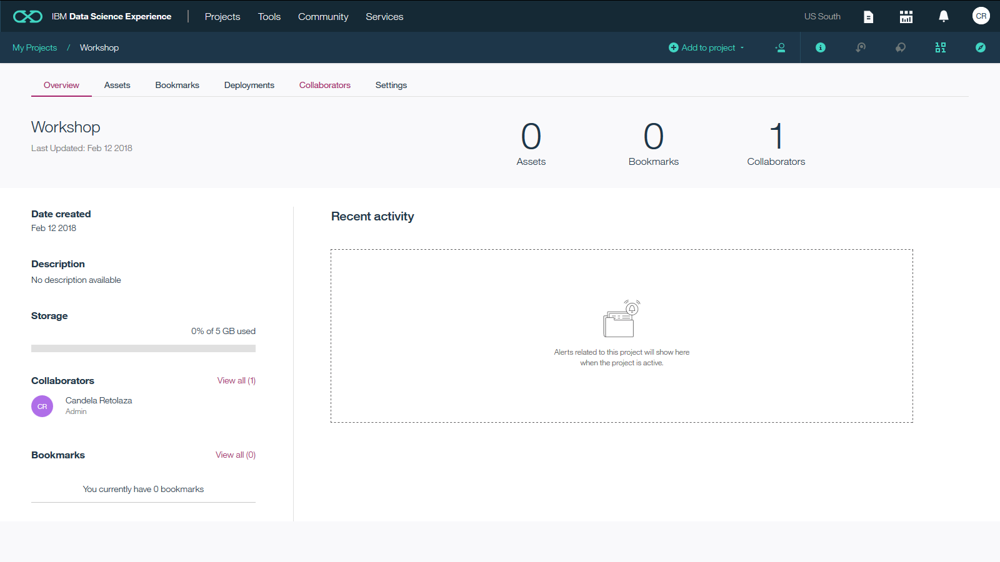 IBM Data Science Experience
Projects
Tools
Community
Services
US South
CR
My Projects / Workshop
Add to project
Overview
Assets
Bookmarks
Deployments
Collaborators
Settings
Workshop
Last Updated: Feb 12 2018
0
Assets
0
Bookmarks
1
Collaborators
Date created
Feb 12 2018
Description
No description available
Storage
0% of 5 GB used
Collaborators
View all (1)
CR
Candela Retolaza
Admin
Bookmarks
View all (0)
You currently have 0 bookmarks
Recent activity
Alerts related to this project will show here
when the project is active.